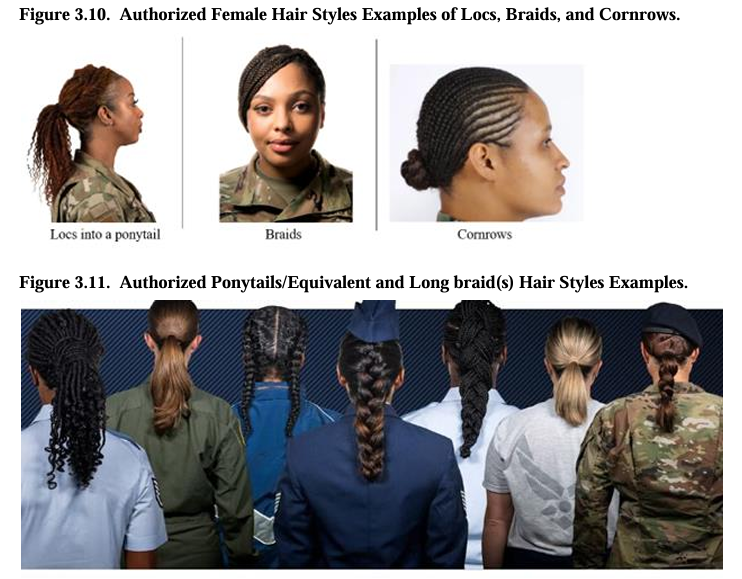 Figure 3.10.  Authorized Female Hair Styles Examples of Locs, Braids, and Cornrows.
Locs into a ponytail
Braids
Cornrows
Figure 3.11.  Authorized Ponytails/Equivalent and Long braid(s) Hair Styles Examples.